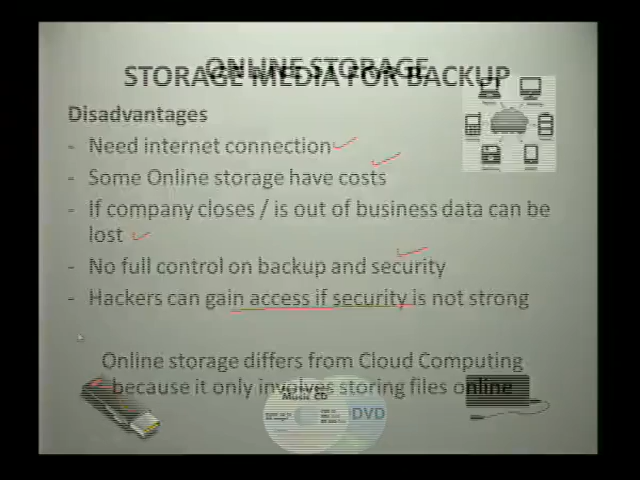 ONLINE STORAGE
STORAGE MEDIA FOR BACKUP
Disadvantages
- Need internet connection
- Some Online storage have costs
- If company closes / is out of business data can be
lost
- No full control on backup and security
- Hackers can gain access if security is not strong
Online storage differs from Cloud Computing
because it only involves storing files online
Music CD
DVD